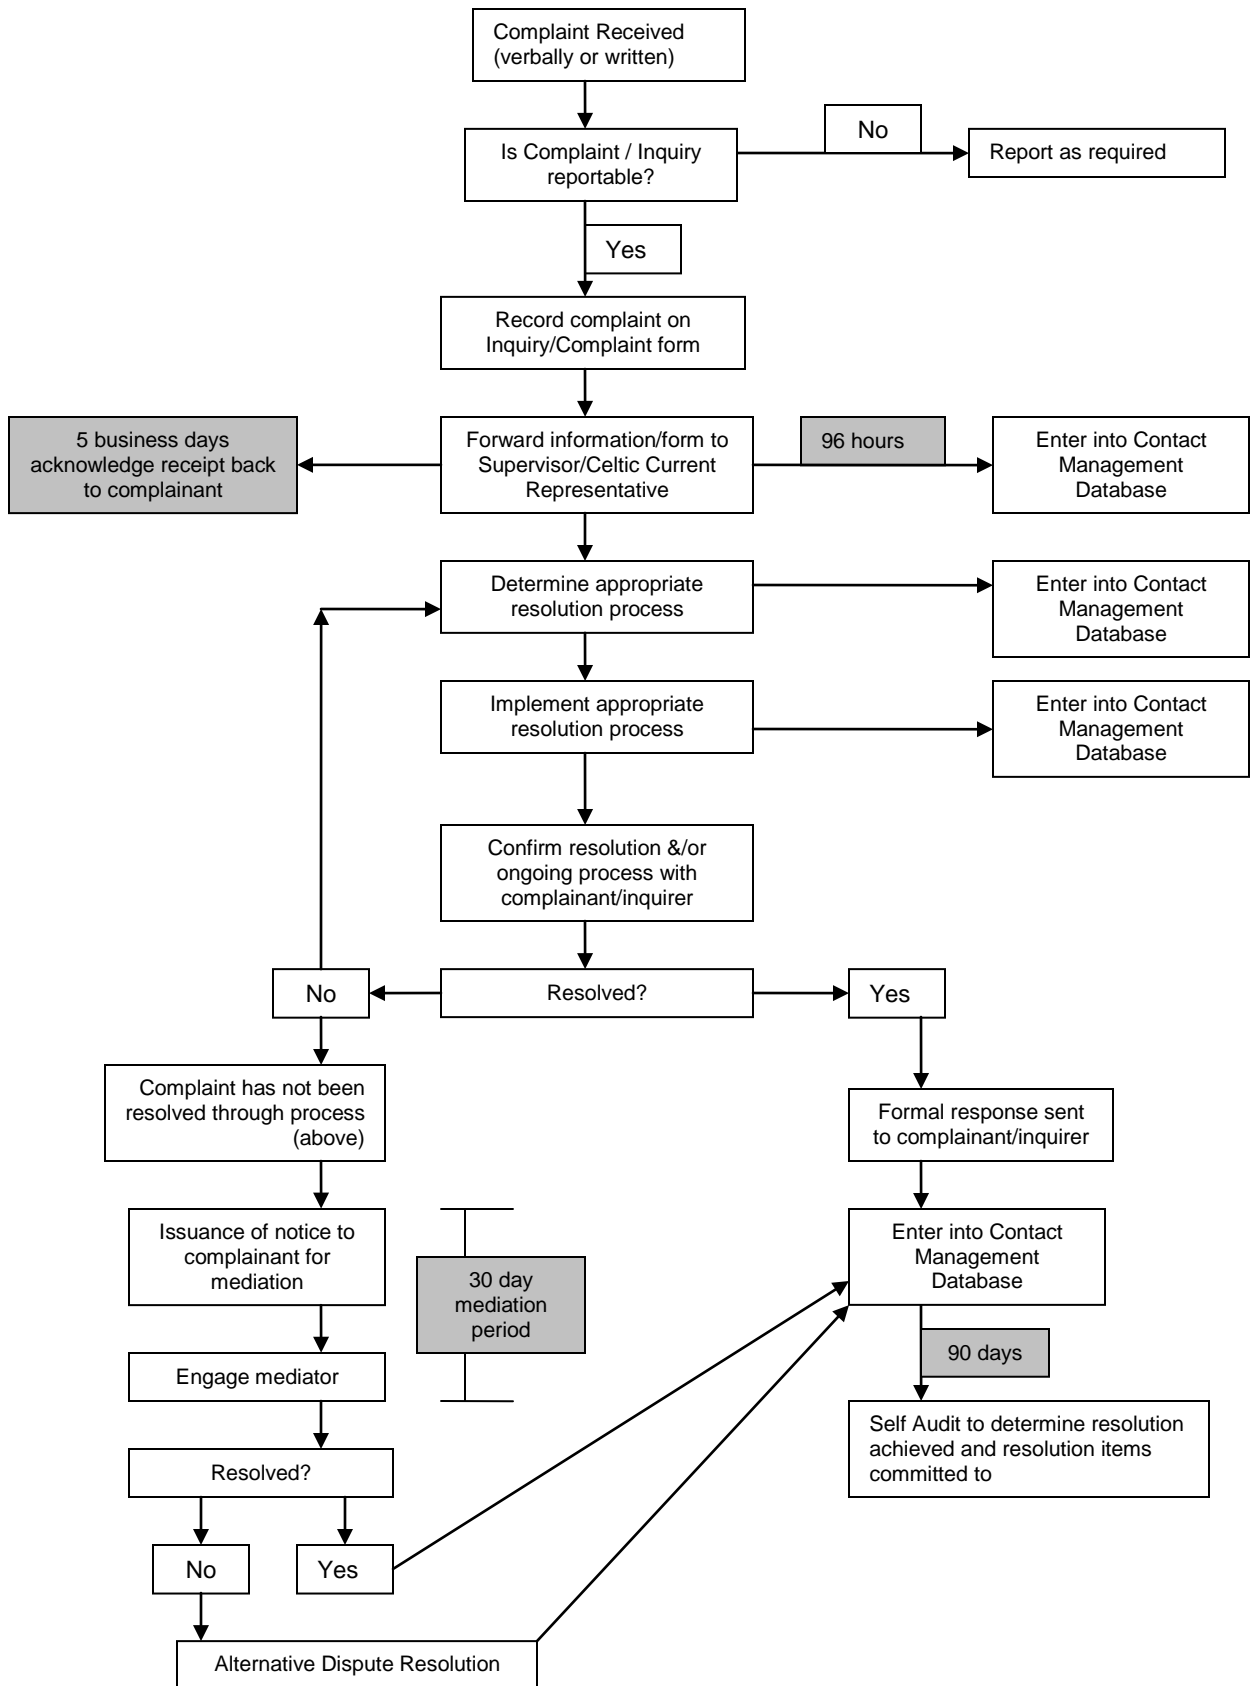 Complaint Received
(verbally or written)
No
Is Complaint / Inquiry
reportable?
Report as required
Yes
Record complaint on
Inquiry/Complaint form
5 business days
acknowledge receipt back
to complainant
Forward information/form to
Supervisor/Celtic Current
Representative
96 hours
Enter into Contact
Management
Database
Determine appropriate
resolution process
Enter into Contact
Management
Database
Implement appropriate
resolution process
Enter into Contact
Management
Database
Confirm resolution &/or
ongoing process with
complainant/inquirer
No
Resolved?
Yes
Complaint has not been
resolved through process
(above)
Formal response sent
to complainant/inquirer
Issuance of notice to
complainant for
mediation
30 day
mediation
period
Enter into Contact
Management
Database
90 days
Engage mediator
Self Audit to determine resolution
achieved and resolution items
committed to
Resolved?
No
Yes
Alternative Dispute Resolution